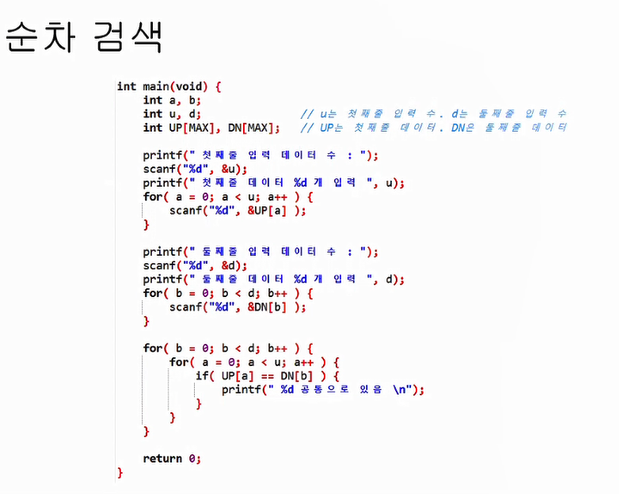 순차 검색
int main(void) {
int a, b;
int u, d; // u는 첫째줄 입력 수. d는 둘째줄 입력 수
int UP[MAX], DN[MAX]; // UP는 첫째줄 데이터. DN은 둘째줄 데이터
printf(" 첫째줄 입력 데이터 수 : ");
scanf("%d", &u);
printf(" 첫째줄 데이터 %d 개 입력 ", u);
for( a = 0; a < u; a++ ) {
scanf("%d", &UP[a] );
}
printf(" 둘째줄 입력 데이터 수 : ");
scanf("%d", &d);
printf(" 둘째줄 데이터 %d 개 입력 ", d);
for( b = 0; b < d; b++ ) {
scanf("%d", &DN[b] );
}
for( b = 0; b < d; b++ ) {
for( a = 0; a < u; a++ ) {
if( UP[a] == DN[b] ) {
printf(" %d 공통으로 있음 \n");
}
}
}
return 0;
}